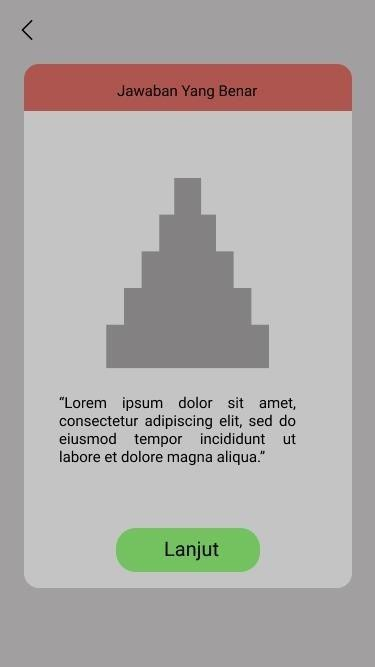 Jawaban Yang Benar
“Lorem ipsum dolor sit amet,
consectetur adipiscing elit, sed do
eiusmod tempor incididunt ut
labore et dolore magna aliqua.”
Lanjut